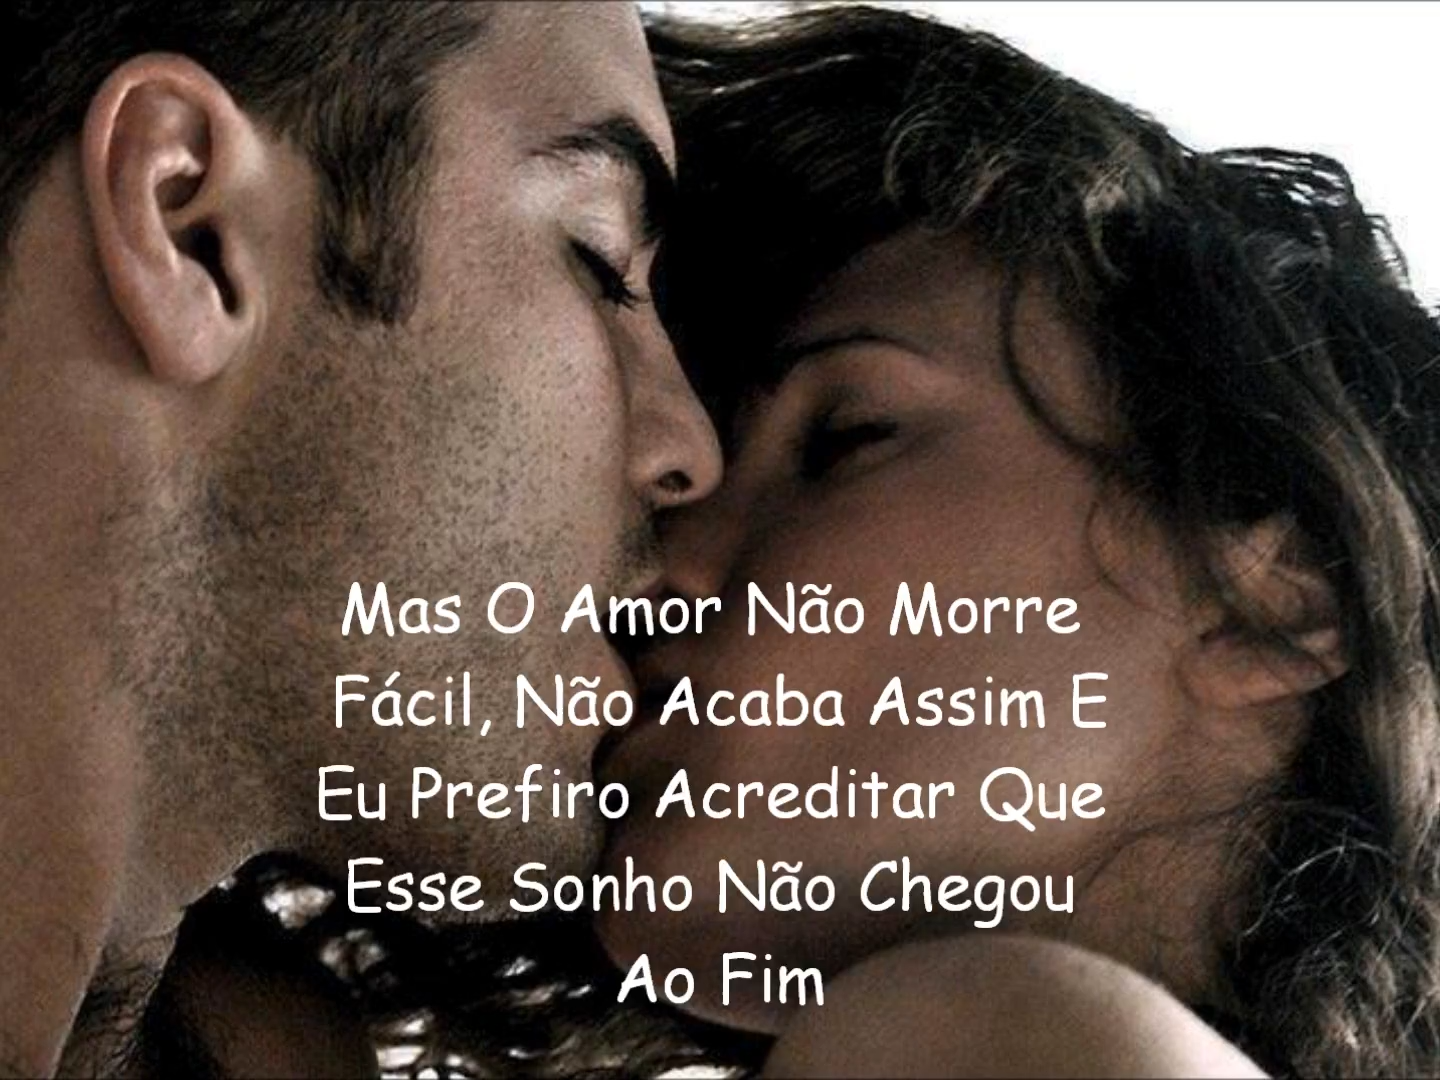 Mas O Amor Não Morre
Fácil, Não Acaba Assim E
Eu Prefiro Acreditar Que
Esse Sonho Não Chegou
Ao Fim